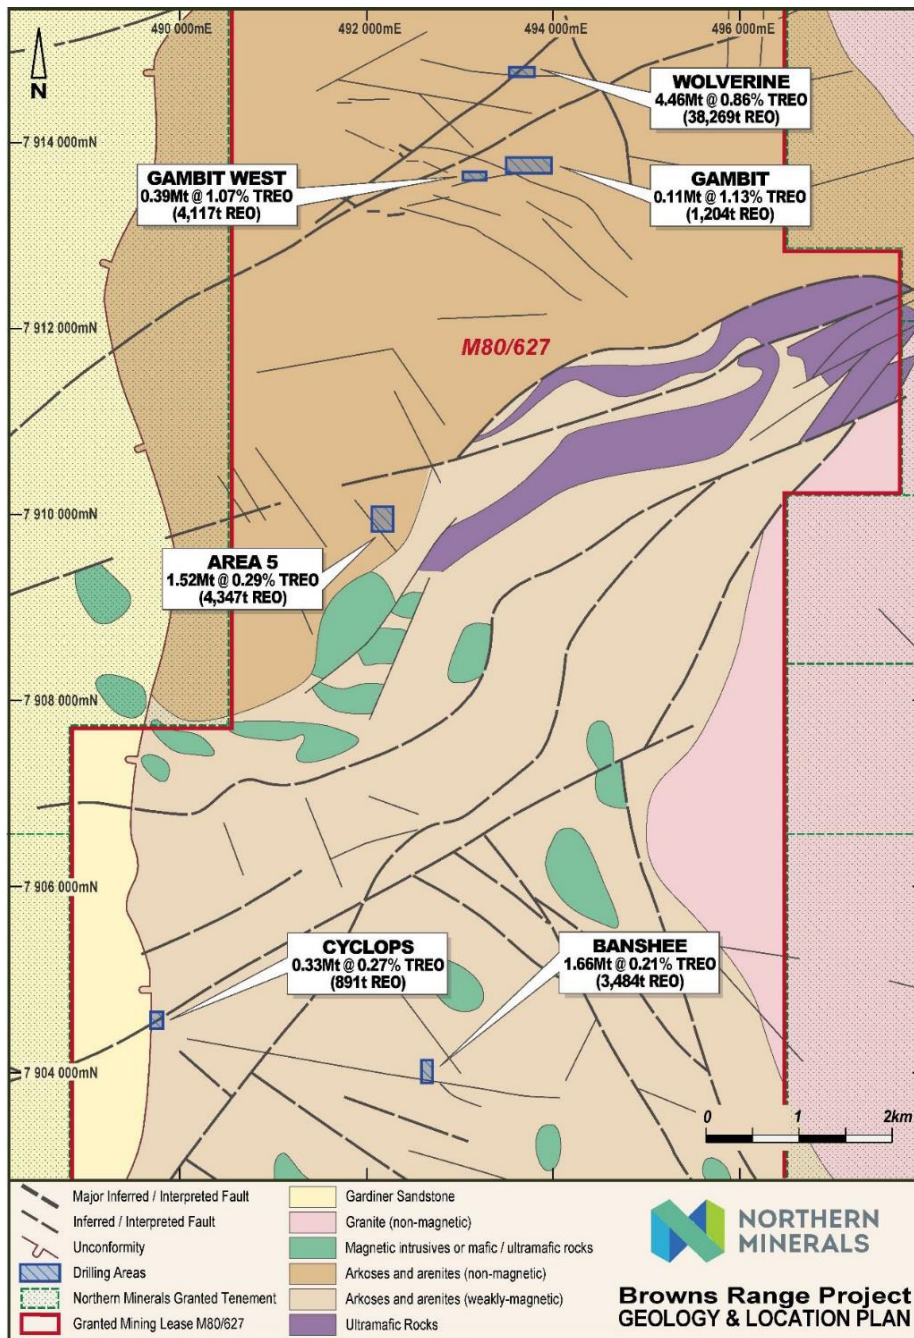 490 000mE
492 000mE
494 000mE
496 000mE
N
WOLVERINE
4.46Mt @ 0.86% TREO
(38,269t REO)
7 914 000mN
GAMBIT WEST
0.39Mt @ 1.07% TREO
(4,117t REO)
GAMBIT
0.11Mt @ 1.13% TREO
(1,204t REO)
7 912 000mN
M80/627
7 910 000mN
AREA 5
1.52Mt @ 0.29% TREO
(4,347t REO)
7 908 000mN
7 906 000mN
CYCLOPS
0.33Mt @ 0.27% TREO
(891t REO)
BANSHEE
1.66Mt @ 0.21% TREO
(3,484t REO)
7 904 000mN
0 1 2km
Major Inferred / Interpreted Fault
Inferred / Interpreted Fault
Unconformity
Drilling Areas
Northern Minerals Granted Tenement
Granted Mining Lease M80/627
Gardiner Sandstone
Granite (non-magnetic)
Magnetic intrusives or mafic / ultramafic rocks
Arkoses and arenites (non-magnetic)
Arkoses and arenites (weakly-magnetic)
Ultramafic Rocks
NORTHERN
MINERALS
Browns Range Project
GEOLOGY & LOCATION PLAN